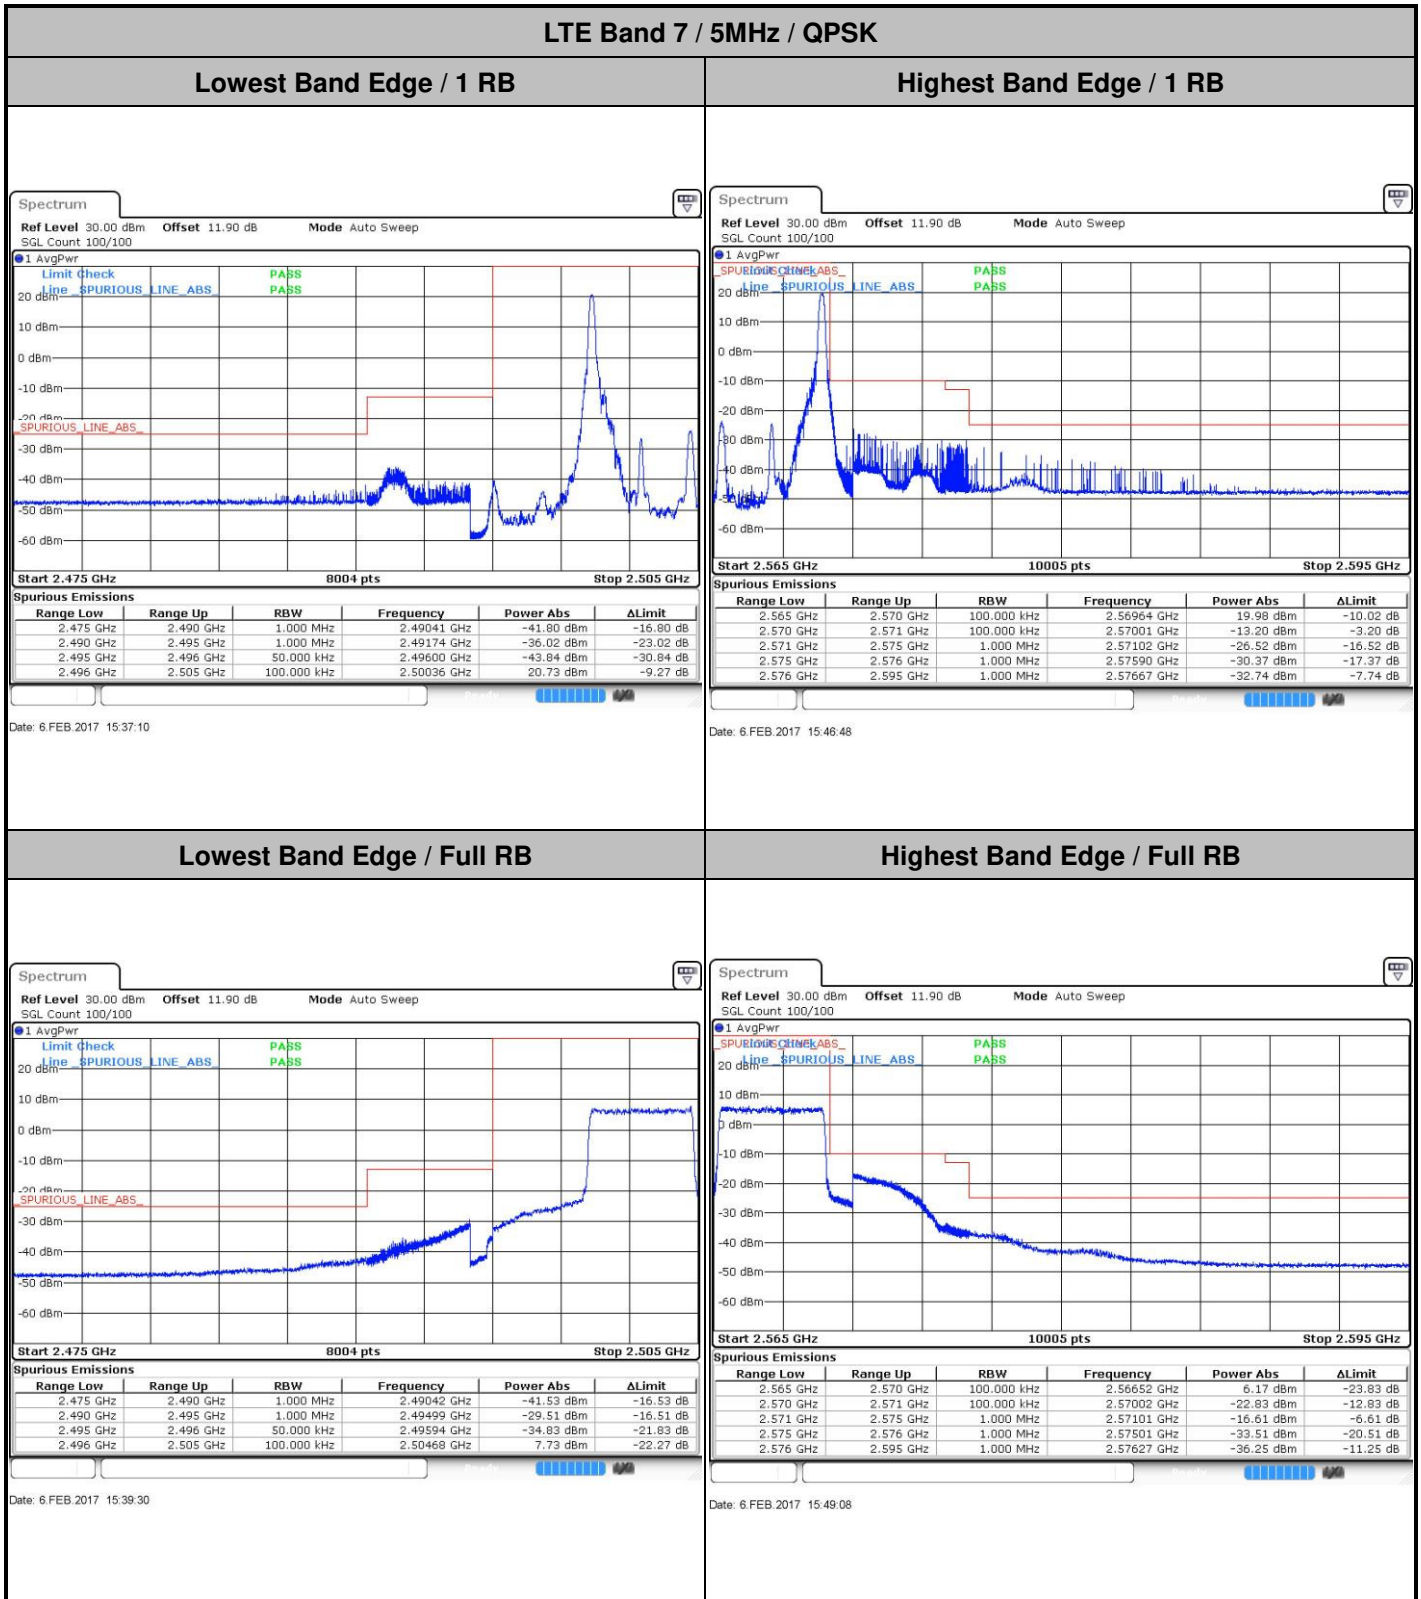 LTE Band 7 / 5MHz / QPSK
Lowest Band Edge / 1 RB
Highest Band Edge / 1 RB
Spectrum
Ref Level 30.00 dBm Offset 11.90 dB Mode Auto Sweep
SGL Count 100/100
1 AvgPwr
Limit Check PASS
Line _SPURIOUS_LINE_ABS_ PASS
20 dBm
10 dBm
0 dBm
-10 dBm
-20 dBm
_SPURIOUS_LINE_ABS_
-30 dBm
-40 dBm
-50 dBm
-60 dBm
Start 2.475 GHz 8004 pts Stop 2.505 GHz
Spurious Emissions
Range Low Range Up RBW Frequency Power Abs ΔLimit
2.475 GHz 2.490 GHz 1.000 MHz 2.49041 GHz -41.80 dBm -16.80 dB
2.490 GHz 2.495 GHz 1.000 MHz 2.49174 GHz -36.02 dBm -23.02 dB
2.495 GHz 2.496 GHz 50.000 kHz 2.49600 GHz -43.84 dBm -30.84 dB
2.496 GHz 2.505 GHz 100.000 kHz 2.50036 GHz 20.73 dBm -9.27 dB
Ready
Date: 6.FEB.2017 15:37:10
Spectrum
Ref Level 30.00 dBm Offset 11.90 dB Mode Auto Sweep
SGL Count 100/100
1 AvgPwr
_SPURIOUS_LINE_ABS_
Limit Check PASS
Line _SPURIOUS_LINE_ABS_ PASS
20 dBm
10 dBm
0 dBm
-10 dBm
-20 dBm
-30 dBm
-40 dBm
-50 dBm
-60 dBm
Start 2.565 GHz 10005 pts Stop 2.595 GHz
Spurious Emissions
Range Low Range Up RBW Frequency Power Abs ΔLimit
2.565 GHz 2.570 GHz 100.000 kHz 2.56964 GHz 19.98 dBm -10.02 dB
2.570 GHz 2.571 GHz 100.000 kHz 2.57001 GHz -13.20 dBm -3.20 dB
2.571 GHz 2.575 GHz 1.000 MHz 2.57102 GHz -26.52 dBm -16.52 dB
2.575 GHz 2.576 GHz 1.000 MHz 2.57590 GHz -30.37 dBm -17.37 dB
2.576 GHz 2.595 GHz 1.000 MHz 2.57667 GHz -32.74 dBm -7.74 dB
Ready
Date: 6.FEB.2017 15:46:48
Lowest Band Edge / Full RB
Highest Band Edge / Full RB
Spectrum
Ref Level 30.00 dBm Offset 11.90 dB Mode Auto Sweep
SGL Count 100/100
1 AvgPwr
Limit Check PASS
Line _SPURIOUS_LINE_ABS_ PASS
20 dBm
10 dBm
0 dBm
-10 dBm
-20 dBm
_SPURIOUS_LINE_ABS_
-30 dBm
-40 dBm
-50 dBm
-60 dBm
Start 2.475 GHz 8004 pts Stop 2.505 GHz
Spurious Emissions
Range Low Range Up RBW Frequency Power Abs ΔLimit
2.475 GHz 2.490 GHz 1.000 MHz 2.49042 GHz -41.53 dBm -16.53 dB
2.490 GHz 2.495 GHz 1.000 MHz 2.49499 GHz -29.51 dBm -16.51 dB
2.495 GHz 2.496 GHz 50.000 kHz 2.49594 GHz -34.83 dBm -21.83 dB
2.496 GHz 2.505 GHz 100.000 kHz 2.50468 GHz 7.73 dBm -22.27 dB
Ready
Date: 6.FEB.2017 15:39:30
Spectrum
Ref Level 30.00 dBm Offset 11.90 dB Mode Auto Sweep
SGL Count 100/100
1 AvgPwr
_SPURIOUS_LINE_ABS_
Limit Check PASS
Line _SPURIOUS_LINE_ABS_ PASS
20 dBm
10 dBm
0 dBm
-10 dBm
-20 dBm
-30 dBm
-40 dBm
-50 dBm
-60 dBm
Start 2.565 GHz 10005 pts Stop 2.595 GHz
Spurious Emissions
Range Low Range Up RBW Frequency Power Abs ΔLimit
2.565 GHz 2.570 GHz 100.000 kHz 2.56652 GHz 6.17 dBm -23.83 dB
2.570 GHz 2.571 GHz 100.000 kHz 2.57002 GHz -22.83 dBm -12.83 dB
2.571 GHz 2.575 GHz 1.000 MHz 2.57101 GHz -16.61 dBm -6.61 dB
2.575 GHz 2.576 GHz 1.000 MHz 2.57501 GHz -33.51 dBm -20.51 dB
2.576 GHz 2.595 GHz 1.000 MHz 2.57627 GHz -36.25 dBm -11.25 dB
Ready
Date: 6.FEB.2017 15:49:08